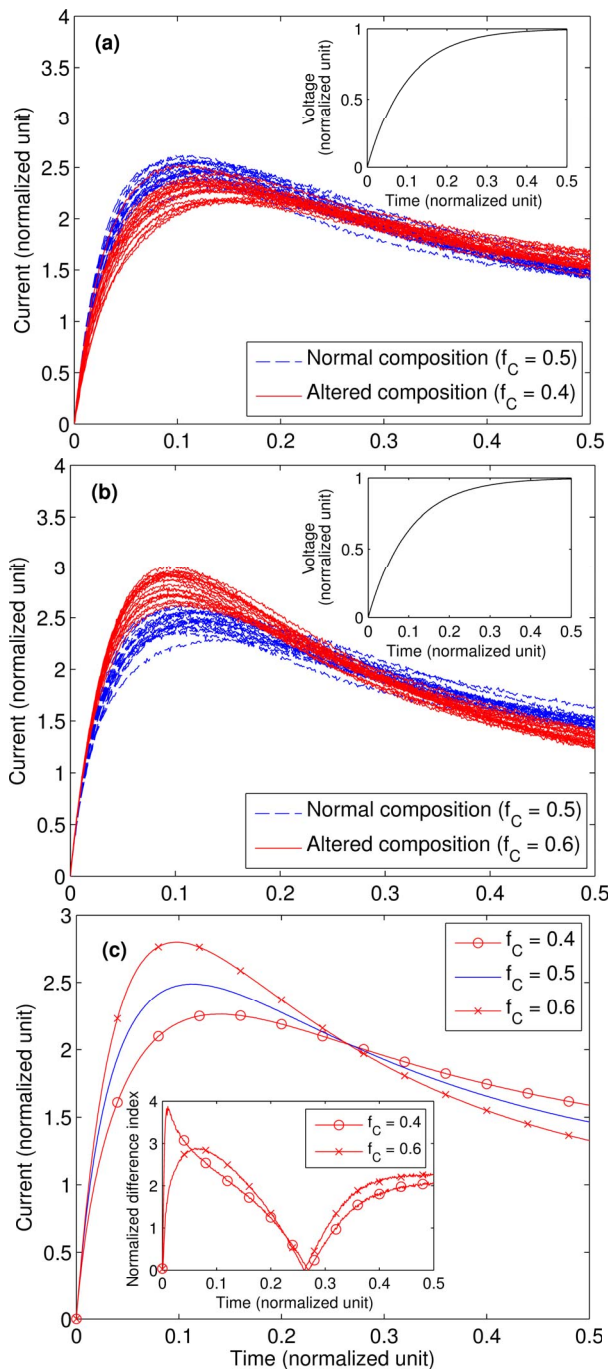 (a)
4
3.5
3
2.5
2
1.5
1
0.5
0
Current (normalized unit)
0 0.1 0.2 0.3 0.4 0.5
Voltage
(normalized unit)
1
0.5
0
0 0.1 0.2 0.3 0.4 0.5
Time (normalized unit)
Normal composition (f_C = 0.5)
Altered composition (f_C = 0.4)
(b)
4
3.5
3
2.5
2
1.5
1
0.5
0
Current (normalized unit)
0 0.1 0.2 0.3 0.4 0.5
Voltage
(normalized unit)
1
0.5
0
0 0.1 0.2 0.3 0.4 0.5
Time (normalized unit)
Normal composition (f_C = 0.5)
Altered composition (f_C = 0.6)
(c)
3
2.5
2
1.5
1
0.5
0
Current (normalized unit)
f_C = 0.4
f_C = 0.5
f_C = 0.6
Normalized difference index
4
3
2
1
0
f_C = 0.4
f_C = 0.6
0 0.1 0.2 0.3 0.4 0.5
Time (normalized unit)
0 0.1 0.2 0.3 0.4 0.5
Time (normalized unit)